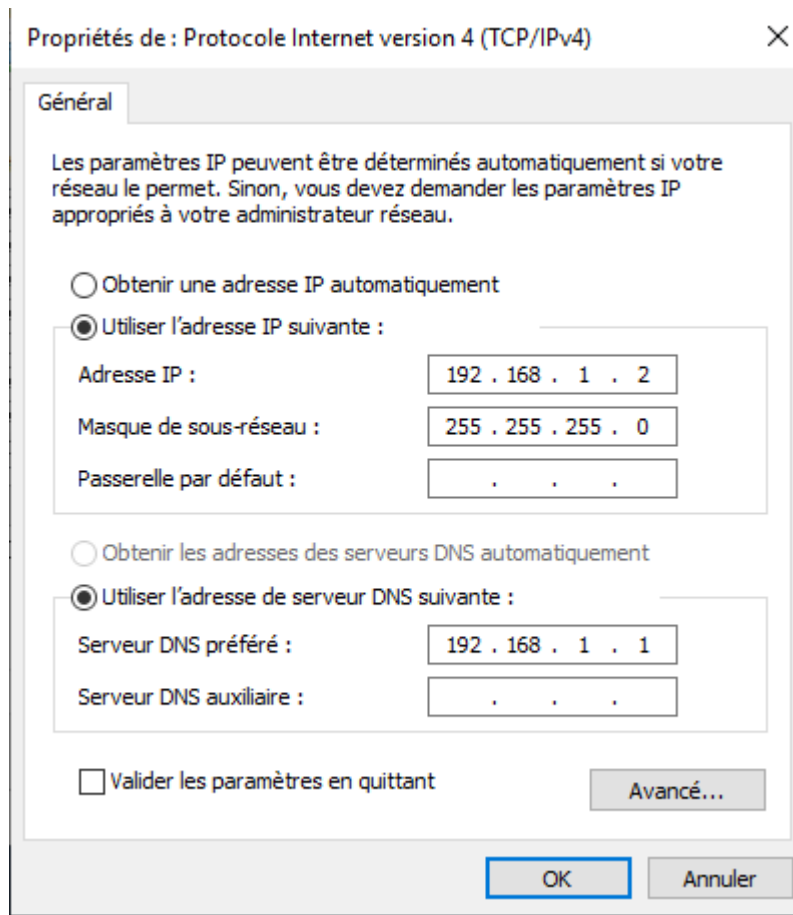 Propriétés de : Protocole Internet version 4 (TCP/IPv4)
Général
Les paramètres IP peuvent être déterminés automatiquement si votre
réseau le permet. Sinon, vous devez demander les paramètres IP
appropriés à votre administrateur réseau.
Obtenir une adresse IP automatiquement
Utiliser l’adresse IP suivante :
Adresse IP : 192 . 168 . 1 . 2
Masque de sous-réseau : 255 . 255 . 255 . 0
Passerelle par défaut : . . .
Obtenir les adresses des serveurs DNS automatiquement
Utiliser l’adresse de serveur DNS suivante :
Serveur DNS préféré : 192 . 168 . 1 . 1
Serveur DNS auxiliaire : . . .
Valider les paramètres en quittant
Avancé...
OK Annuler